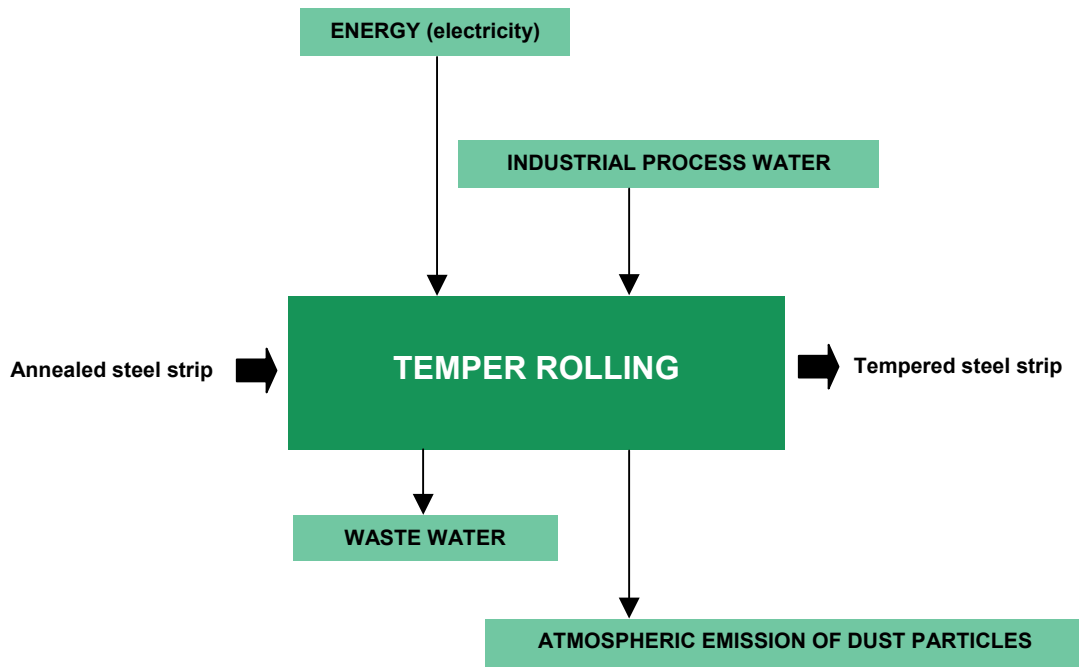 ENERGY (electricity)
INDUSTRIAL PROCESS WATER
Annealed steel strip
TEMPER ROLLING
Tempered steel strip
WASTE WATER
ATMOSPHERIC EMISSION OF DUST PARTICLES